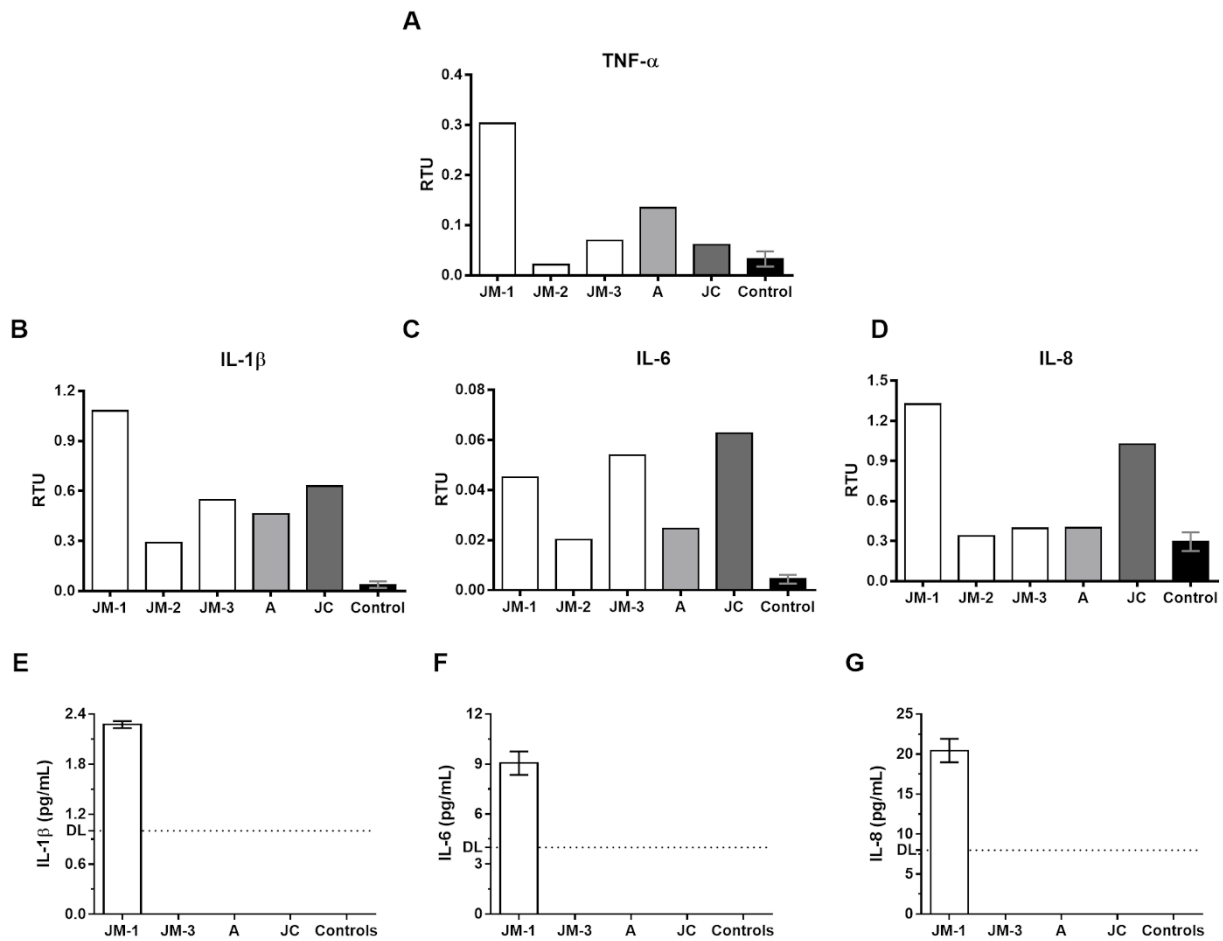 A
TNF-α
0.4
0.3
0.2
0.1
0.0
RTU
JM-1 JM-2 JM-3 A JC Control
B
IL-1β
1.2
0.9
0.6
0.3
0.0
RTU
JM-1 JM-2 JM-3 A JC Control
C
IL-6
0.08
0.06
0.04
0.02
0.00
RTU
JM-1 JM-2 JM-3 A JC Control
D
IL-8
1.5
1.2
0.9
0.6
0.3
0.0
RTU
JM-1 JM-2 JM-3 A JC Control
E
2.4
1.8
1.2
DL
0.6
0.0
IL-1β (pg/mL)
JM-1 JM-3 A JC Controls
F
12
9
6
DL
3
0
IL-6 (pg/mL)
JM-1 JM-3 A JC Controls
G
25
20
15
10
DL
5
0
IL-8 (pg/mL)
JM-1 JM-3 A JC Controls